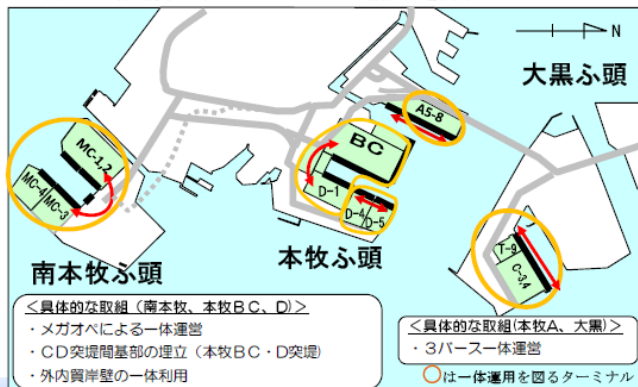 N
大黒ふ頭
A5-8
BC
MC-1,2
D-1
MC-4
MC-3
D-4
D-5
T-9
C-3,4
南本牧ふ頭
本牧ふ頭
＜具体的な取組（南本牧、本牧ＢＣ、Ｄ）＞
・メガオペによる一体運営
・ＣＤ突堤間基部の埋立（本牧ＢＣ・Ｄ突堤）
・外内貿岸壁の一体利用
＜具体的な取組(本牧Ａ、大黒)＞
・３バース一体運営
○は一体運用を図るターミナル